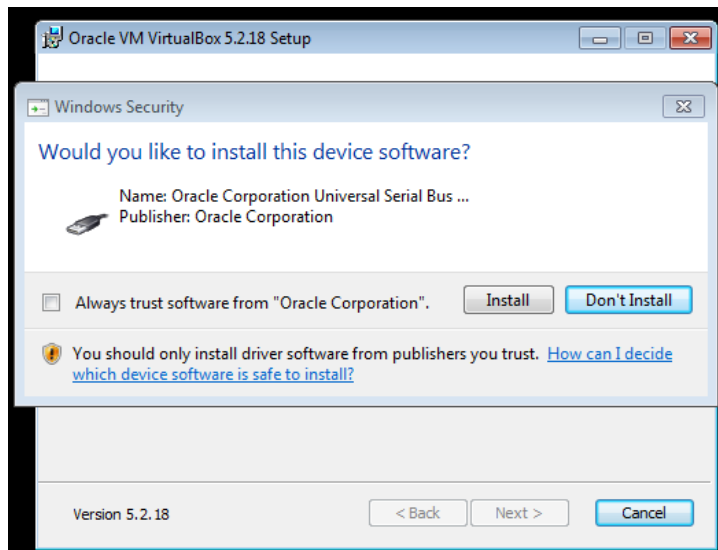 Oracle VM VirtualBox 5.2.18 Setup
Windows Security
Would you like to install this device software?
Name: Oracle Corporation Universal Serial Bus ...
Publisher: Oracle Corporation
Always trust software from "Oracle Corporation".
Install
Don't Install
You should only install driver software from publishers you trust. How can I decide
which device software is safe to install?
Version 5.2.18
< Back
Next >
Cancel